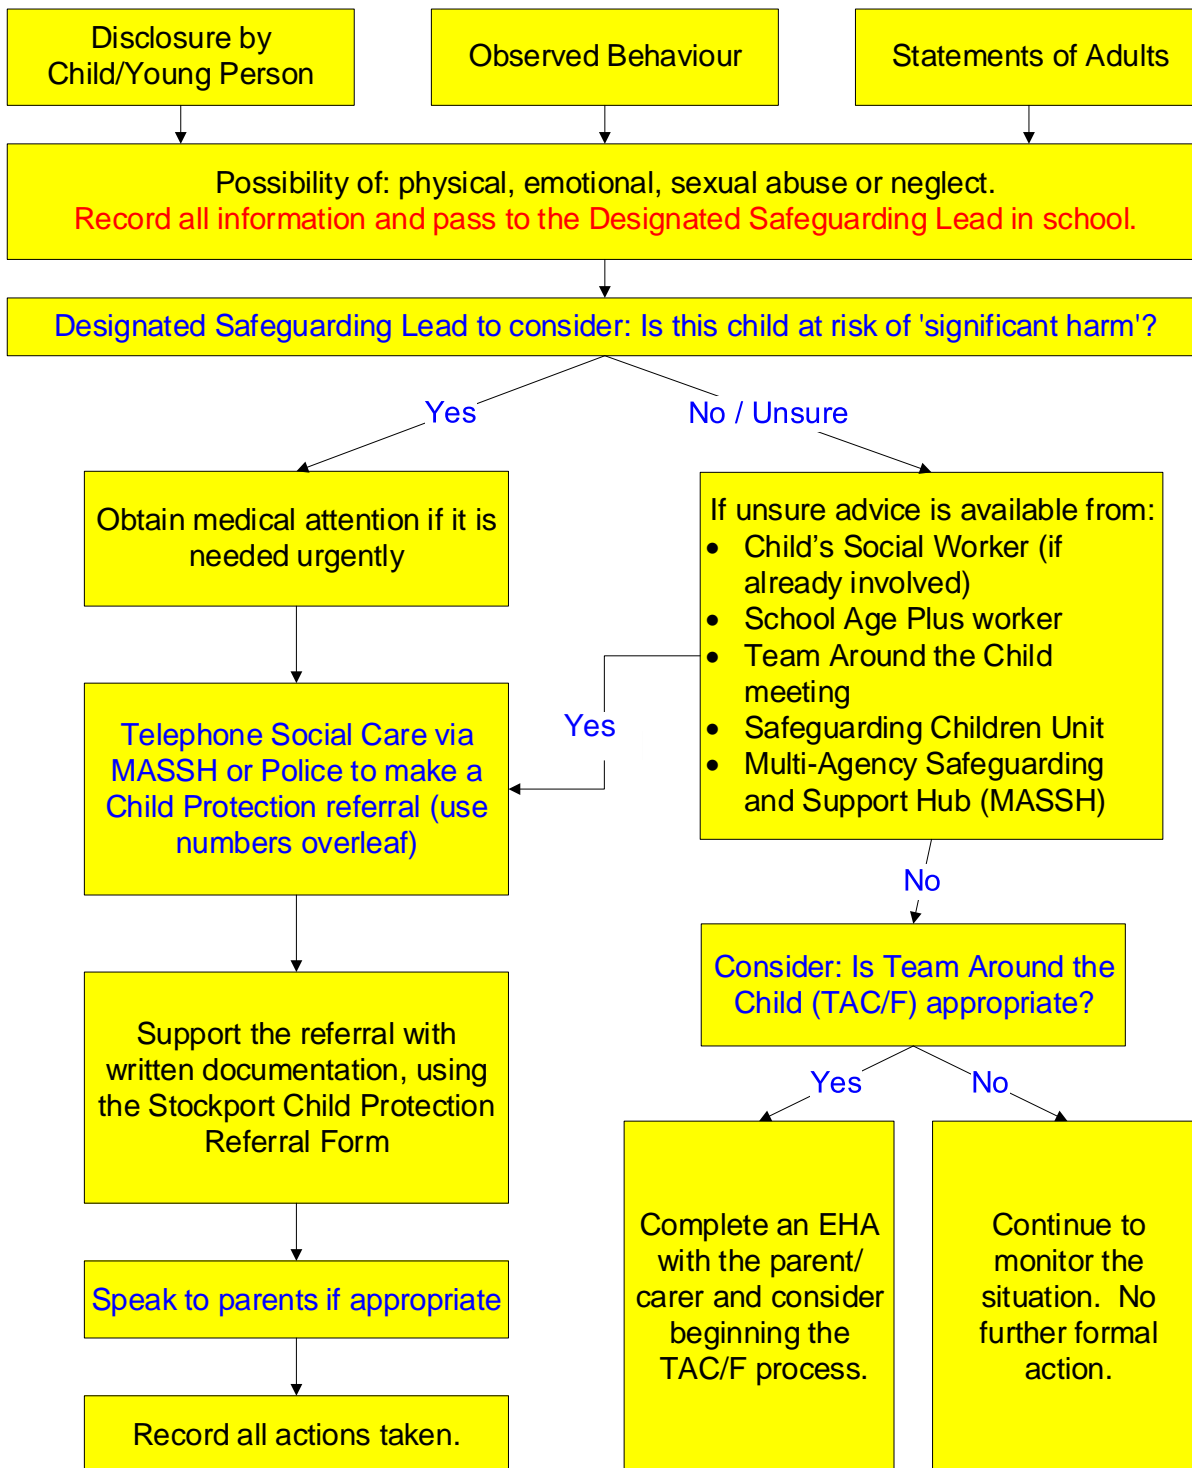 Disclosure by
Child/Young Person
Observed Behaviour
Statements of Adults
Possibility of: physical, emotional, sexual abuse or neglect.
Record all information and pass to the Designated Safeguarding Lead in school.
Designated Safeguarding Lead to consider: Is this child at risk of 'significant harm'?
Yes
No / Unsure
Obtain medical attention if it is
needed urgently
If unsure advice is available from:
• Child’s Social Worker (if
already involved)
• School Age Plus worker
• Team Around the Child
meeting
• Safeguarding Children Unit
• Multi-Agency Safeguarding
and Support Hub (MASSH)
Yes
Telephone Social Care via
MASSH or Police to make a
Child Protection referral (use
numbers overleaf)
No
Consider: Is Team Around the
Child (TAC/F) appropriate?
Support the referral with
written documentation, using
the Stockport Child Protection
Referral Form
Yes
No
Complete an EHA
with the parent/
carer and consider
beginning the
TAC/F process.
Continue to
monitor the
situation.  No
further formal
action.
Speak to parents if appropriate
Record all actions taken.